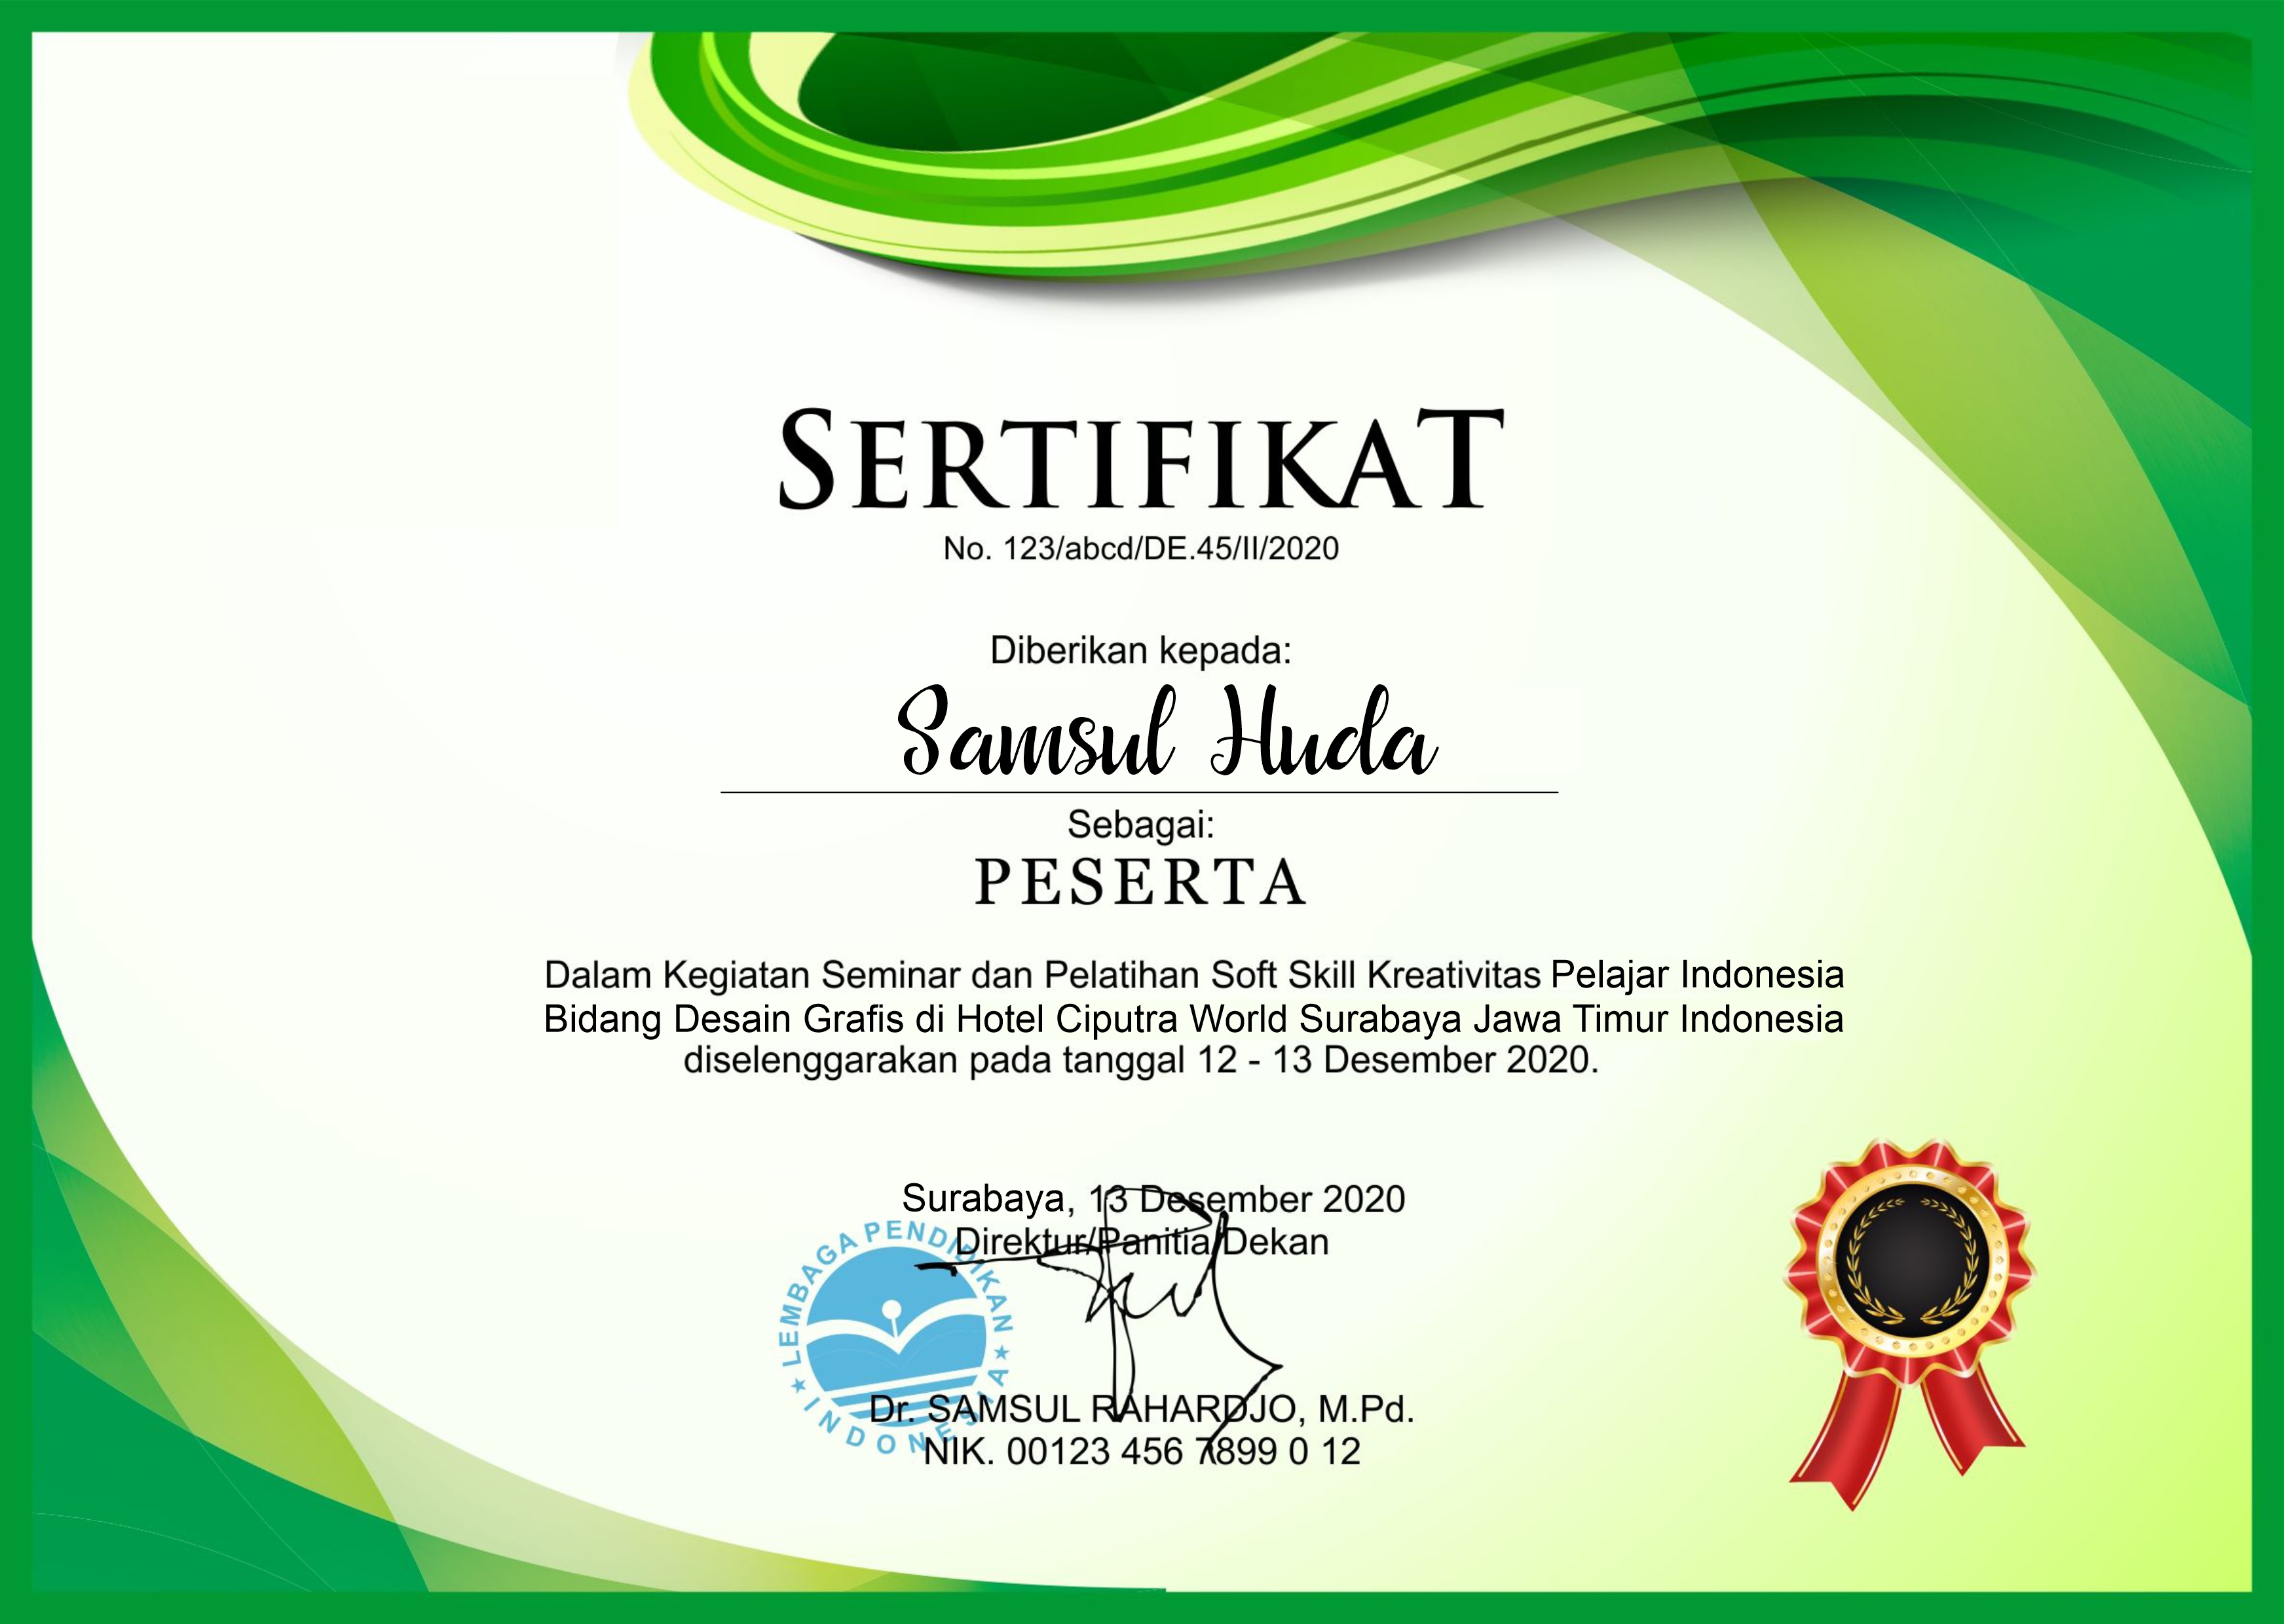 SERTIFIKAT
No. 123/abcd/DE.45/II/2020
Diberikan kepada:
Samsul Huda
Sebagai:
PESERTA
Dalam Kegiatan Seminar dan Pelatihan Soft Skill Kreativitas Pelajar Indonesia
Bidang Desain Grafis di Hotel Ciputra World Surabaya Jawa Timur Indonesia
diselenggarakan pada tanggal 12 - 13 Desember 2020.
Surabaya, 13 Desember 2020
Direktur/Panitia/Dekan
LEMBAGA PENDIDIKAN
INDONESIA
Dr. SAMSUL RAHARDJO, M.Pd.
NIK. 00123 456 7899 0 12